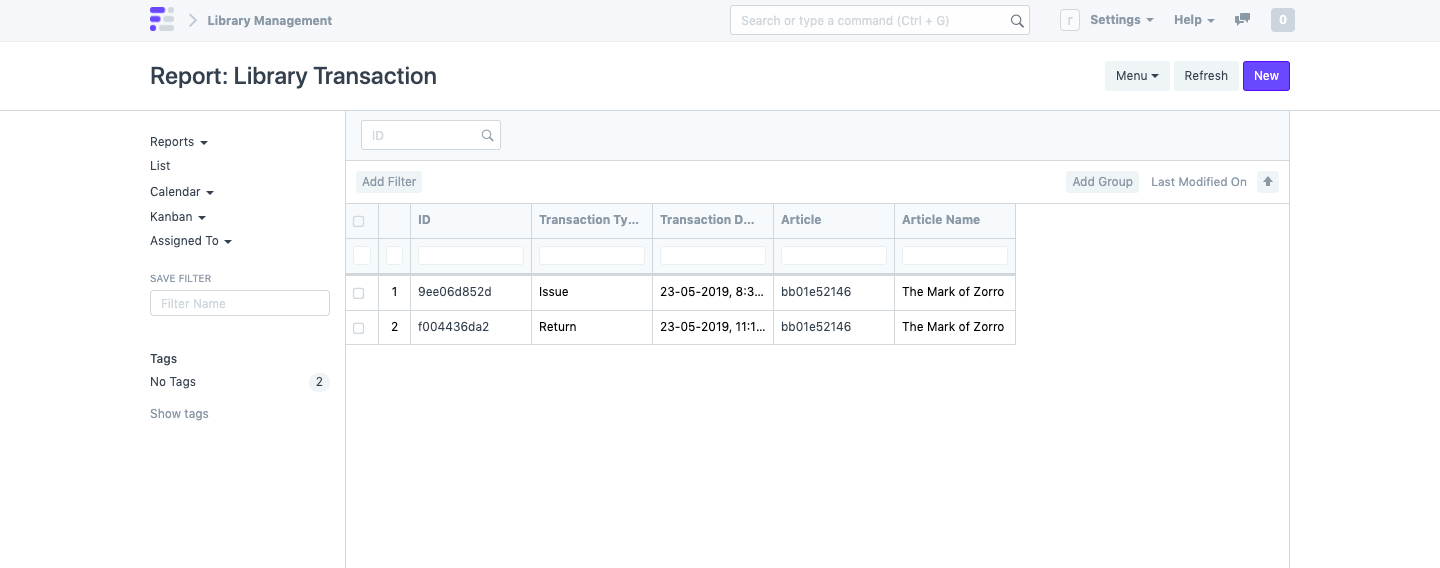 Library Management
Search or type a command (Ctrl + G)
r
Settings
Help
0
Report: Library Transaction
Menu
Refresh
New
Reports
List
Calendar
Kanban
Assigned To
SAVE FILTER
Filter Name
Tags
No Tags 2
Show tags
ID
Add Filter
Add Group
Last Modified On
ID Transaction Ty... Transaction D... Article Article Name
1 9ee06d852d Issue 23-05-2019, 8:3... bb01e52146 The Mark of Zorro
2 f004436da2 Return 23-05-2019, 11:1... bb01e52146 The Mark of Zorro